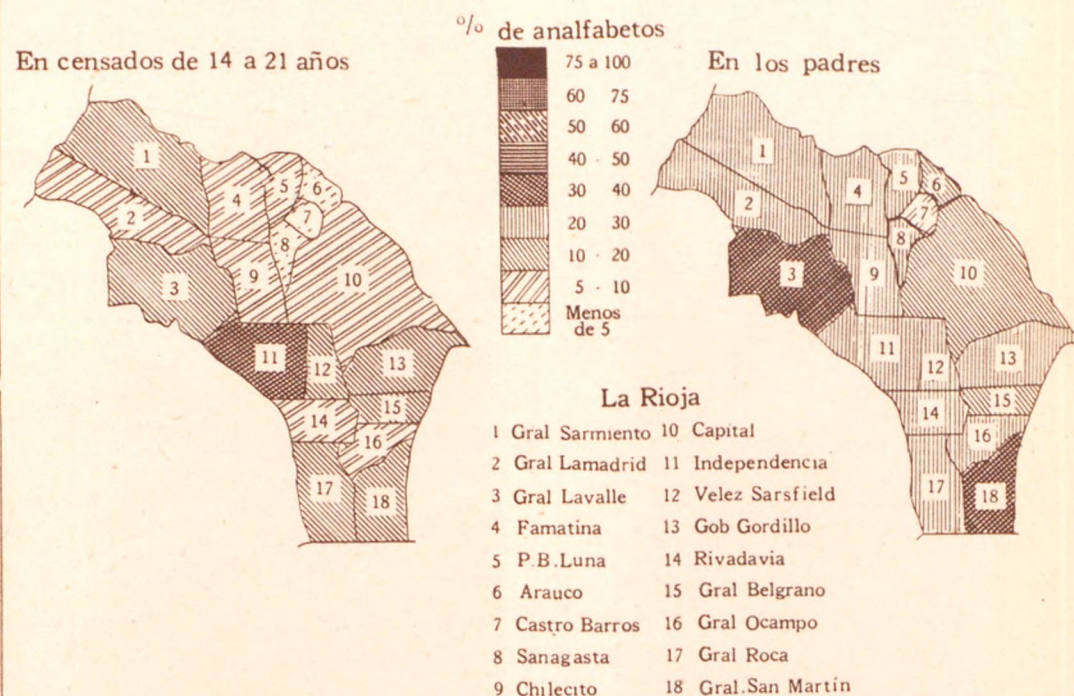 % de analfabetos
En censados de 14 a 21 años
En los padres
75 a 100
60 75
50 60
40 · 50
30 40
20 30
10 · 20
5 · 10
Menos
de 5
1
2
3
4
5
6
7
8
9
10
11
12
13
14
15
16
17
18
1
2
3
4
5
6
7
8
9
10
11
12
13
14
15
16
17
18
La Rioja
1 Gral Sarmiento 10 Capital
2 Gral Lamadrid 11 Independencia
3 Gral Lavalle 12 Velez Sarsfield
4 Famatina 13 Gob Gordillo
5 P.B.Luna 14 Rivadavia
6 Arauco 15 Gral Belgrano
7 Castro Barros 16 Gral Ocampo
8 Sanagasta 17 Gral Roca
9 Chilecito 18 Gral.San Martín